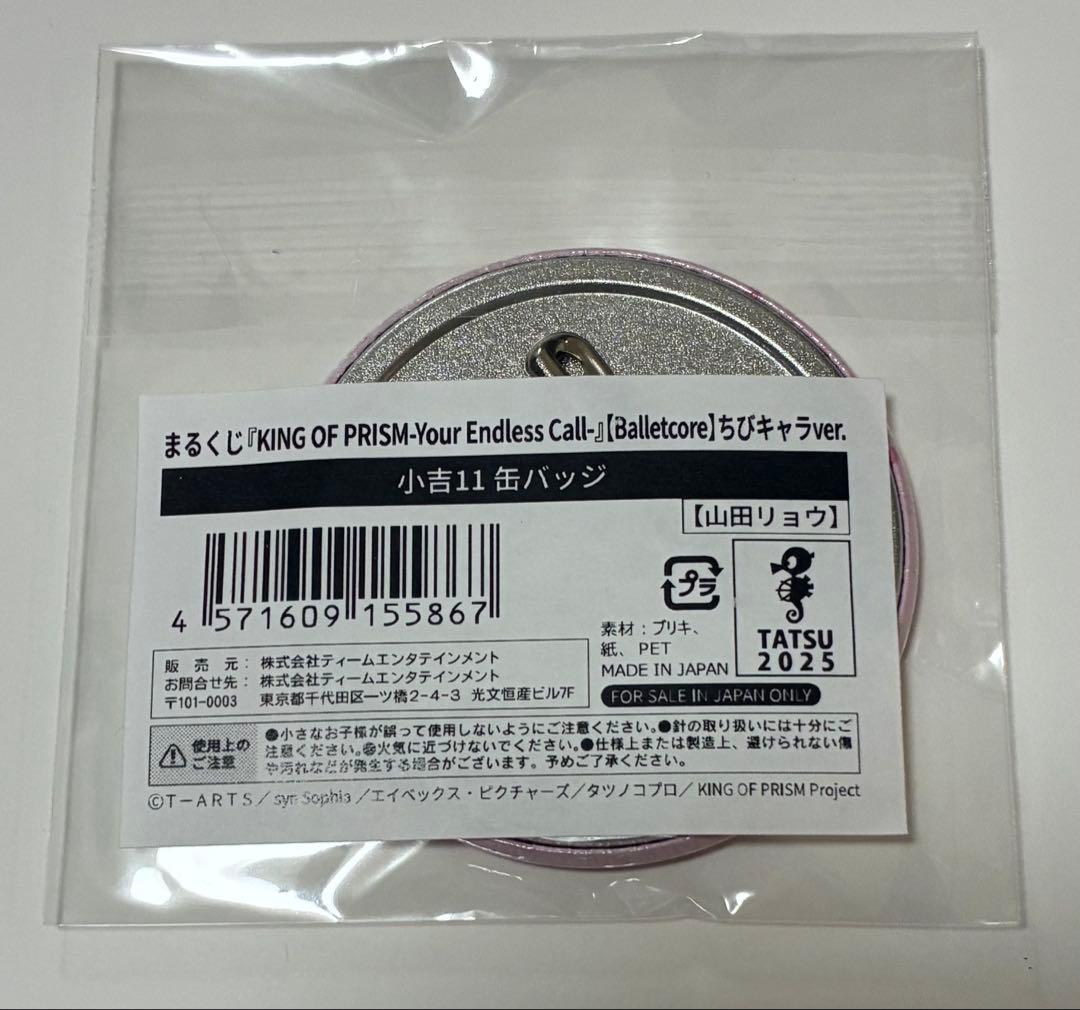 まるくじ『KING OF PRISM-Your Endless Call-』【Balletcore】ちびキャラver.
小吉11 缶バッジ
【山田リョウ】
4 571609 155867
プラ
素材：ブリキ、
紙、PET
MADE IN JAPAN
FOR SALE IN JAPAN ONLY
TATSU
2025
販売元：株式会社ティームエンタテインメント
お問合せ先：株式会社ティームエンタテインメント
〒101-0003 東京都千代田区一ツ橋2-4-3 光文恒産ビル7F
使用上の
ご注意
●小さなお子様が誤って使用しないようにご注意ください。●針の取り扱いには十分にご
注意ください。●火気に近づけないでください。●仕様上または製造上、避けられない傷
や汚れなどが発生する場合がございます。予めご了承ください。
©T-ARTS／syn Sophia／エイベックス・ピクチャーズ／タツノコプロ／KING OF PRISM Project